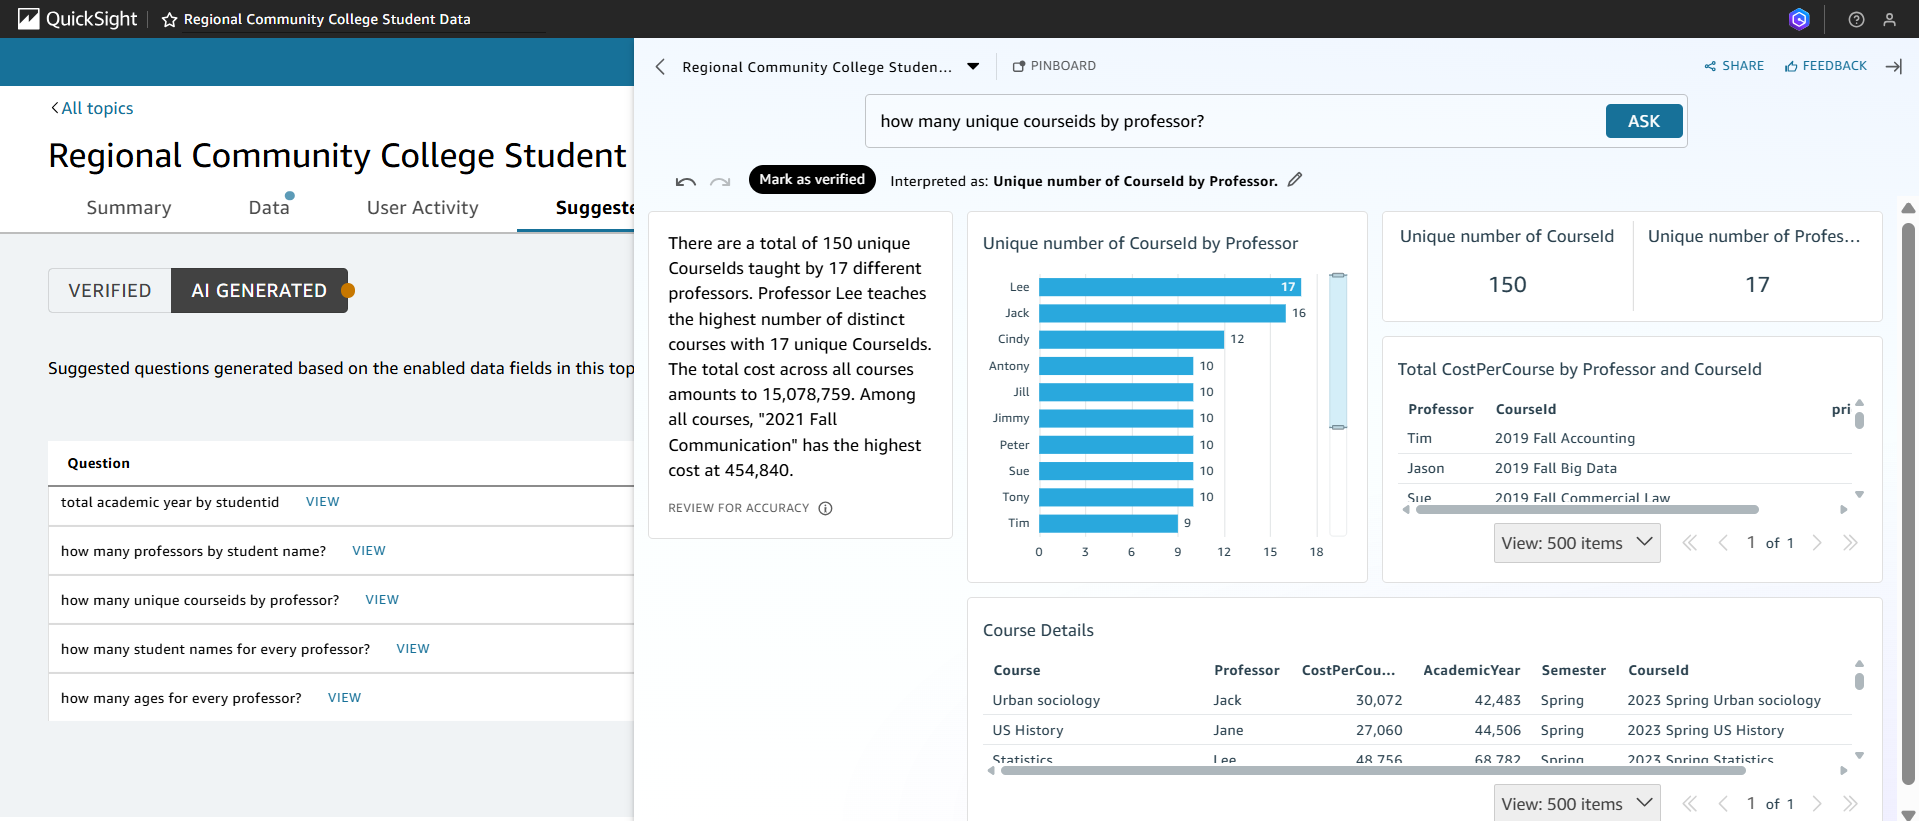 QuickSight
Regional Community College Student Data
All topics
Regional Community College Student
Summary
Data
User Activity
Suggeste
VERIFIED
AI GENERATED
Suggested questions generated based on the enabled data fields in this top
Question
total academic year by studentid VIEW
how many professors by student name? VIEW
how many unique courseids by professor? VIEW
how many student names for every professor? VIEW
how many ages for every professor? VIEW
Regional Community College Studen...
PINBOARD
SHARE
FEEDBACK
how many unique courseids by professor?
ASK
Mark as verified
Interpreted as: Unique number of CourseId by Professor.
There are a total of 150 unique
CourseIds taught by 17 different
professors. Professor Lee teaches
the highest number of distinct
courses with 17 unique CourseIds.
The total cost across all courses
amounts to 15,078,759. Among
all courses, "2021 Fall
Communication" has the highest
cost at 454,840.
REVIEW FOR ACCURACY
Unique number of CourseId by Professor
Lee 17
Jack 16
Cindy 12
Antony 10
Jill 10
Jimmy 10
Peter 10
Sue 10
Tony 10
Tim 9
0 3 6 9 12 15 18
Unique number of CourseId
150
Unique number of Profes...
17
Total CostPerCourse by Professor and CourseId
Professor CourseId pri
Tim 2019 Fall Accounting
Jason 2019 Fall Big Data
Sue 2019 Fall Commercial Law
View: 500 items
1 of 1
Course Details
Course Professor CostPerCou... AcademicYear Semester CourseId
Urban sociology Jack 30,072 42,483 Spring 2023 Spring Urban sociology
US History Jane 27,060 44,506 Spring 2023 Spring US History
Statistics Lee 48,756 68,782 Spring 2023 Spring Statistics
View: 500 items
1 of 1